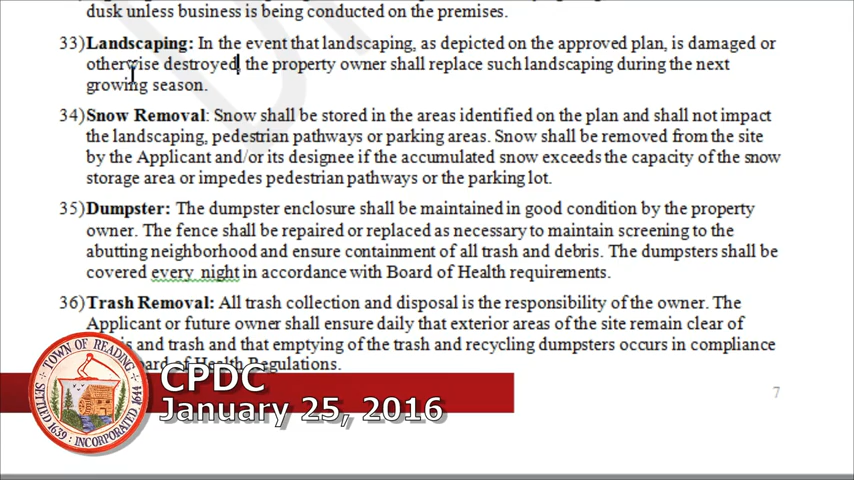 dusk unless business is being conducted on the premises.
33)Landscaping: In the event that landscaping, as depicted on the approved plan, is damaged or
otherwise destroyed, the property owner shall replace such landscaping during the next
growing season.
34)Snow Removal: Snow shall be stored in the areas identified on the plan and shall not impact
the landscaping, pedestrian pathways or parking areas. Snow shall be removed from the site
by the Applicant and/or its designee if the accumulated snow exceeds the capacity of the snow
storage area or impedes pedestrian pathways or the parking lot.
35)Dumpster: The dumpster enclosure shall be maintained in good condition by the property
owner. The fence shall be repaired or replaced as necessary to maintain screening to the
abutting neighborhood and ensure containment of all trash and debris. The dumpsters shall be
covered every night in accordance with Board of Health requirements.
36)Trash Removal: All trash collection and disposal is the responsibility of the owner. The
Applicant or future owner shall ensure daily that exterior areas of the site remain clear of
and trash and that emptying of the trash and recycling dumpsters occurs in compliance
of Health Regulations.
7
TOWN OF READING
SETTLED 1639: INCORPORATED 1644
CPDC
January 25, 2016